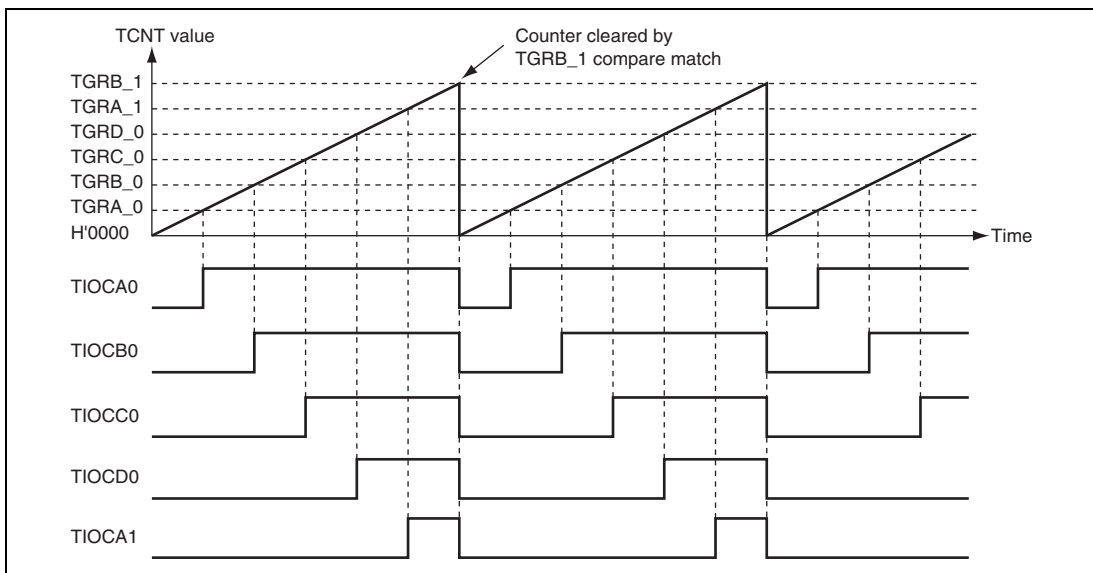 TCNT value
Counter cleared by
TGRB_1 compare match
TGRB_1
TGRA_1
TGRD_0
TGRC_0
TGRB_0
TGRA_0
H'0000
Time
TIOCA0
TIOCB0
TIOCC0
TIOCD0
TIOCA1